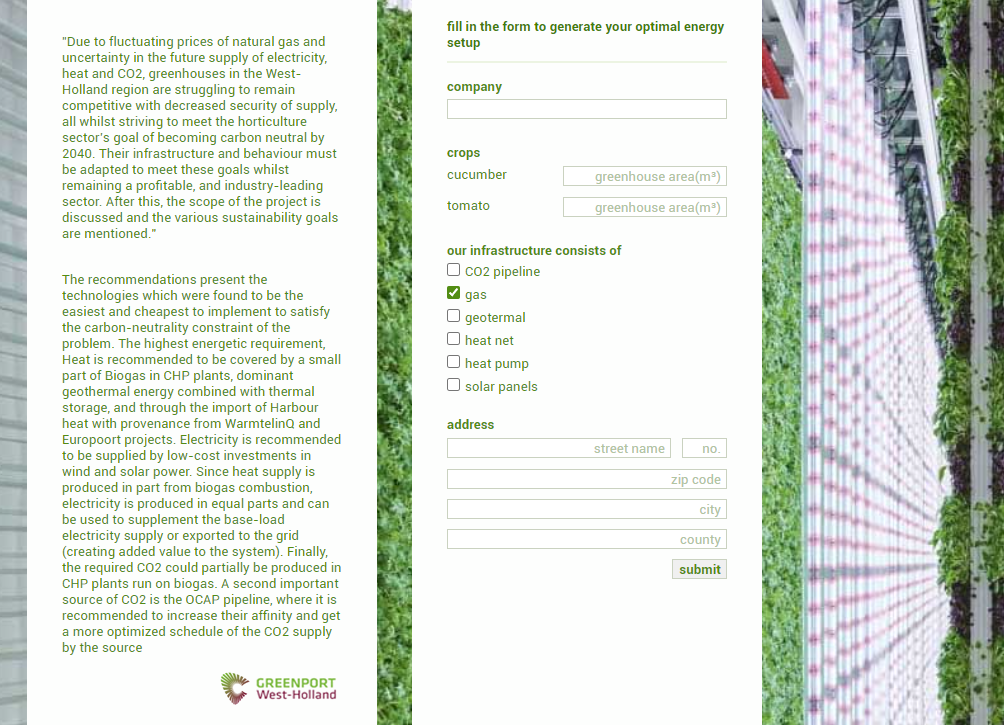 "Due to fluctuating prices of natural gas and
uncertainty in the future supply of electricity,
heat and CO2, greenhouses in the West-
Holland region are struggling to remain
competitive with decreased security of supply,
all whilst striving to meet the horticulture
sector's goal of becoming carbon neutral by
2040. Their infrastructure and behaviour must
be adapted to meet these goals whilst
remaining a profitable, and industry-leading
sector. After this, the scope of the project is
discussed and the various sustainability goals
are mentioned."
The recommendations present the
technologies which were found to be the
easiest and cheapest to implement to satisfy
the carbon-neutrality constraint of the
problem. The highest energetic requirement,
Heat is recommended to be covered by a small
part of Biogas in CHP plants, dominant
geothermal energy combined with thermal
storage, and through the import of Harbour
heat with provenance from WarmtelinQ and
Europoort projects. Electricity is recommended
to be supplied by low-cost investments in
wind and solar power. Since heat supply is
produced in part from biogas combustion,
electricity is produced in equal parts and can
be used to supplement the base-load
electricity supply or exported to the grid
(creating added value to the system). Finally,
the required CO2 could partially be produced in
CHP plants run on biogas. A second important
source of CO2 is the OCAP pipeline, where it is
recommended to increase their affinity and get
a more optimized schedule of the CO2 supply
by the source
GREENPORT
West-Holland
fill in the form to generate your optimal energy
setup
company
crops
cucumber greenhouse area(m³)
tomato greenhouse area(m³)
our infrastructure consists of
CO2 pipeline
gas
geotermal
heat net
heat pump
solar panels
address
street name no.
zip code
city
county
submit